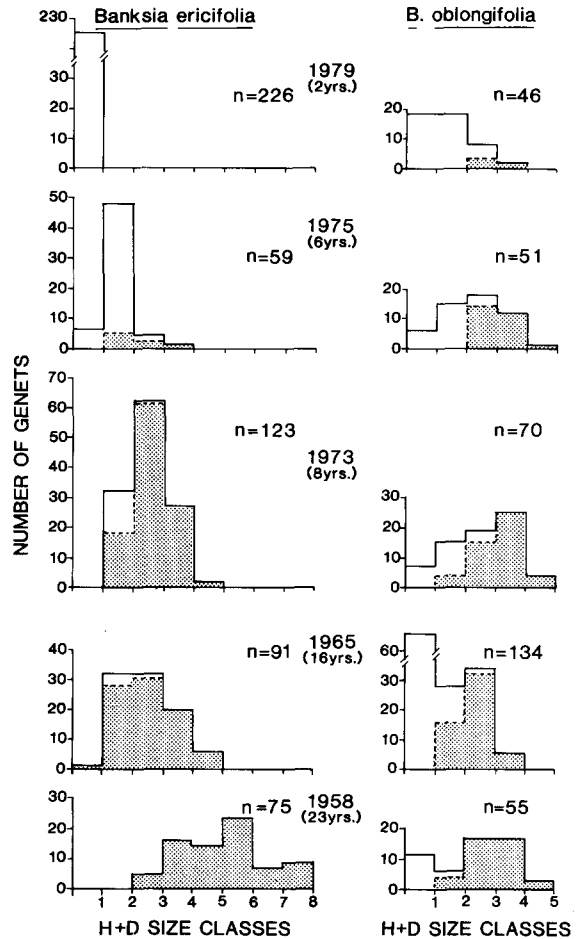 Banksia ericifolia
B. oblongifolia
230
30
20
10
0
n=226
1979
(2yrs.)
n=46
20
10
0
50
40
30
20
10
0
n=59
1975
(6yrs.)
n=51
20
10
0
NUMBER OF GENETS
70
60
50
40
30
20
10
0
n=123
1973
(8yrs.)
n=70
30
20
10
0
40
30
20
10
0
n=91
1965
(16yrs.)
n=134
60
30
20
10
0
30
20
10
0
n=75
1958
(23yrs.)
n=55
20
10
0
1 2 3 4 5 6 7 8
1 2 3 4 5
H+D SIZE CLASSES
H+D SIZE CLASSES